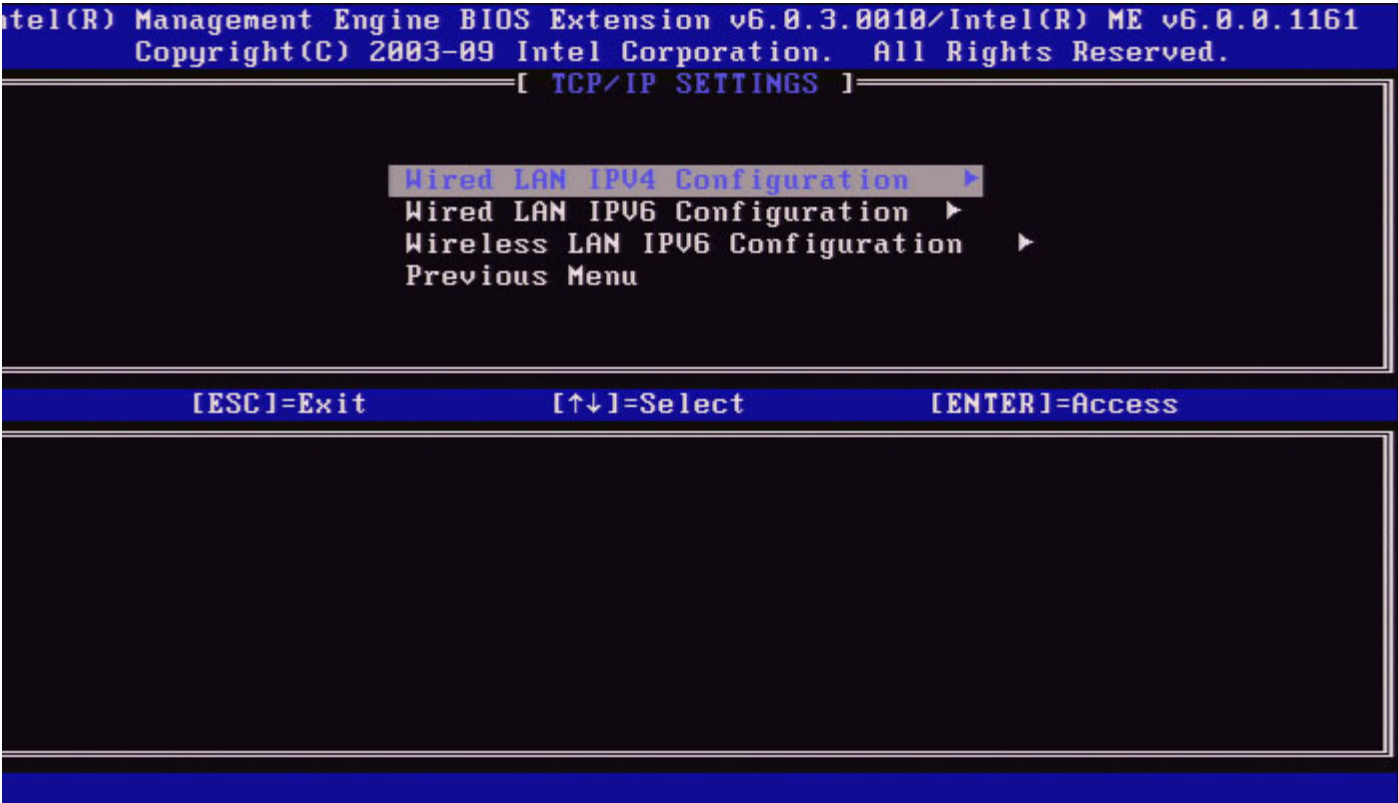 ntel(R) Management Engine BIOS Extension v6.0.3.0010/Intel(R) ME v6.0.0.1161
Copyright(C) 2003-09 Intel Corporation.  All Rights Reserved.
[ TCP/IP SETTINGS ]
Wired LAN IPV4 Configuration ►
Wired LAN IPV6 Configuration ►
Wireless LAN IPV6 Configuration ►
Previous Menu
[ESC]=Exit [↑↓]=Select [ENTER]=Access